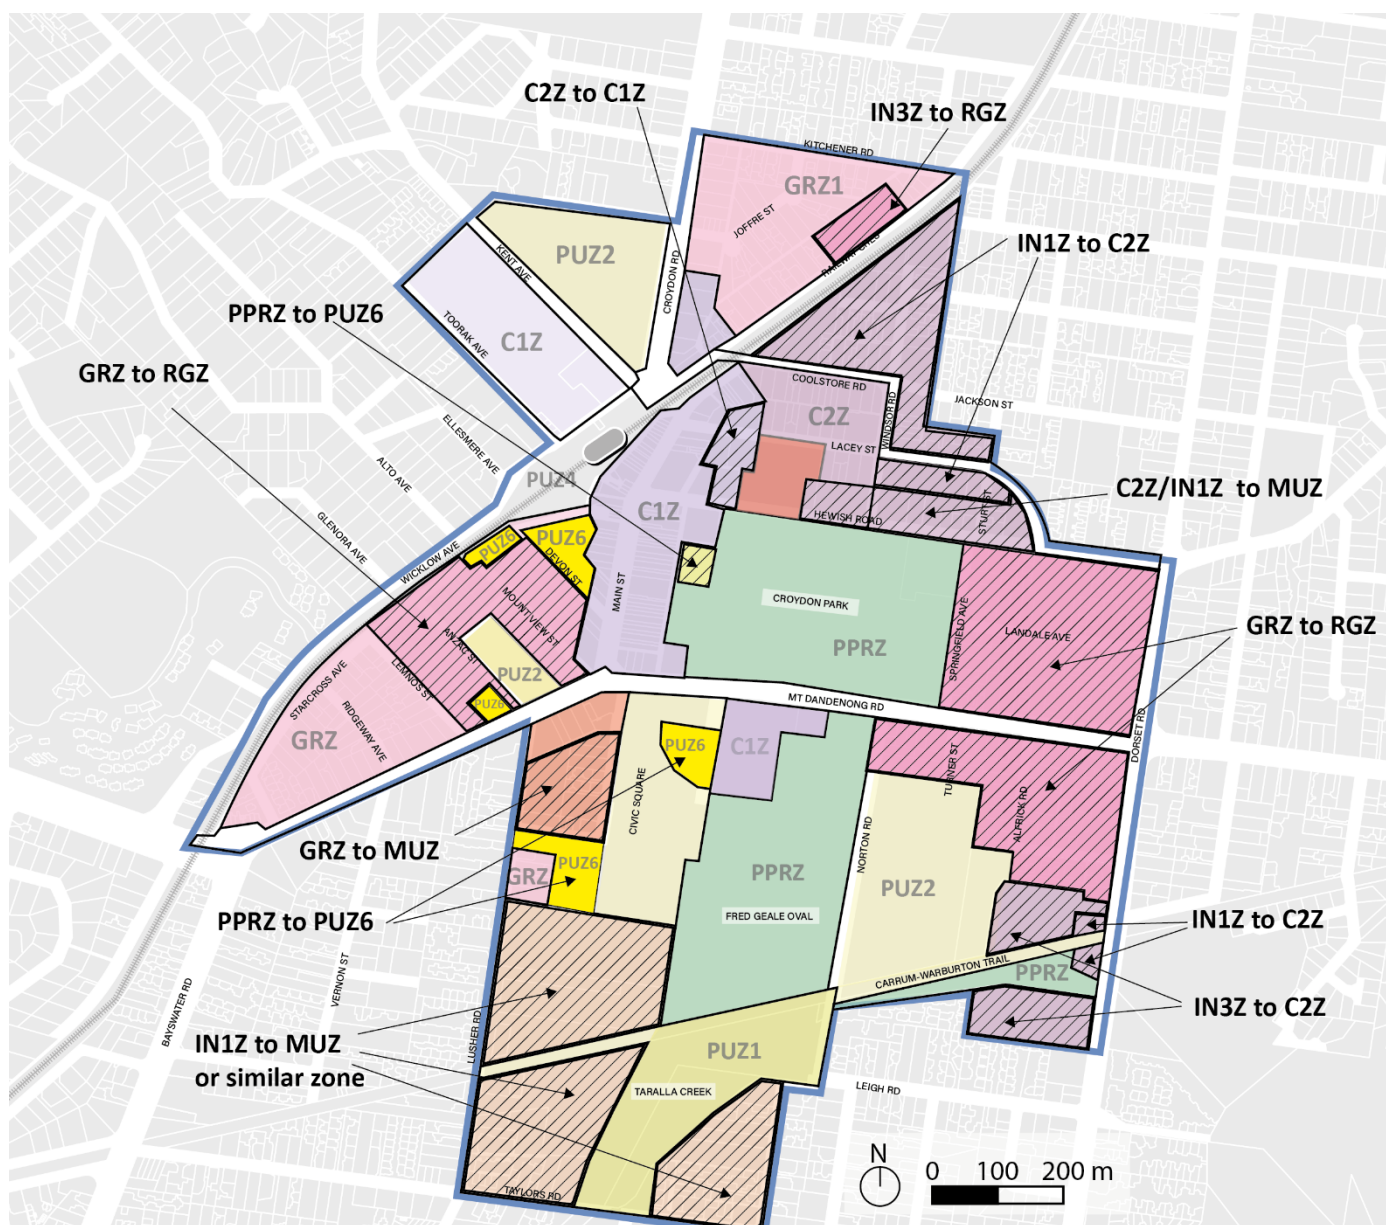 C2Z to C1Z
IN3Z to RGZ
KITCHENER RD
GRZ1
JOFFRE ST
RAILWAY CRES
IN1Z to C2Z
PUZ2
KENT AVE
CROYDON RD
PPRZ to PUZ6
TOORAK AVE
C1Z
GRZ to RGZ
COOLSTORE RD
JACKSON ST
C2Z
WINDSOR RD
LACEY ST
ELLESMERE AVE
ALTO AVE
PUZ4
C2Z/IN1Z to MUZ
C1Z
HEWISH ROAD
STURT ST
GLENORA AVE
WICKLOW AVE
PUZ6
PUZ6
DEVON ST
MAIN ST
CROYDON PARK
MOUNT VIEW ST
SPRINGFIELD AVE
LANDALE AVE
GRZ to RGZ
ANZAC ST
PPRZ
LEMNOS ST
PUZ2
STARCROSS AVE
PUZ6
MT DANDENONG RD
RIDGEWAY AVE
GRZ
DORSET RD
PUZ6
C1Z
TURNER ST
CIVIC SQUARE
ALFRICK RD
NORTON RD
GRZ to MUZ
PUZ6
GRZ
PPRZ
PUZ2
PPRZ to PUZ6
FRED GEALE OVAL
IN1Z to C2Z
VERNON ST
CARRUM-WARBURTON TRAIL
PPRZ
BAYSWATER RD
IN3Z to C2Z
LUSHER RD
IN1Z to MUZ
or similar zone
PUZ1
TARALLA CREEK
LEIGH RD
N
0 100 200 m
TAYLORS RD